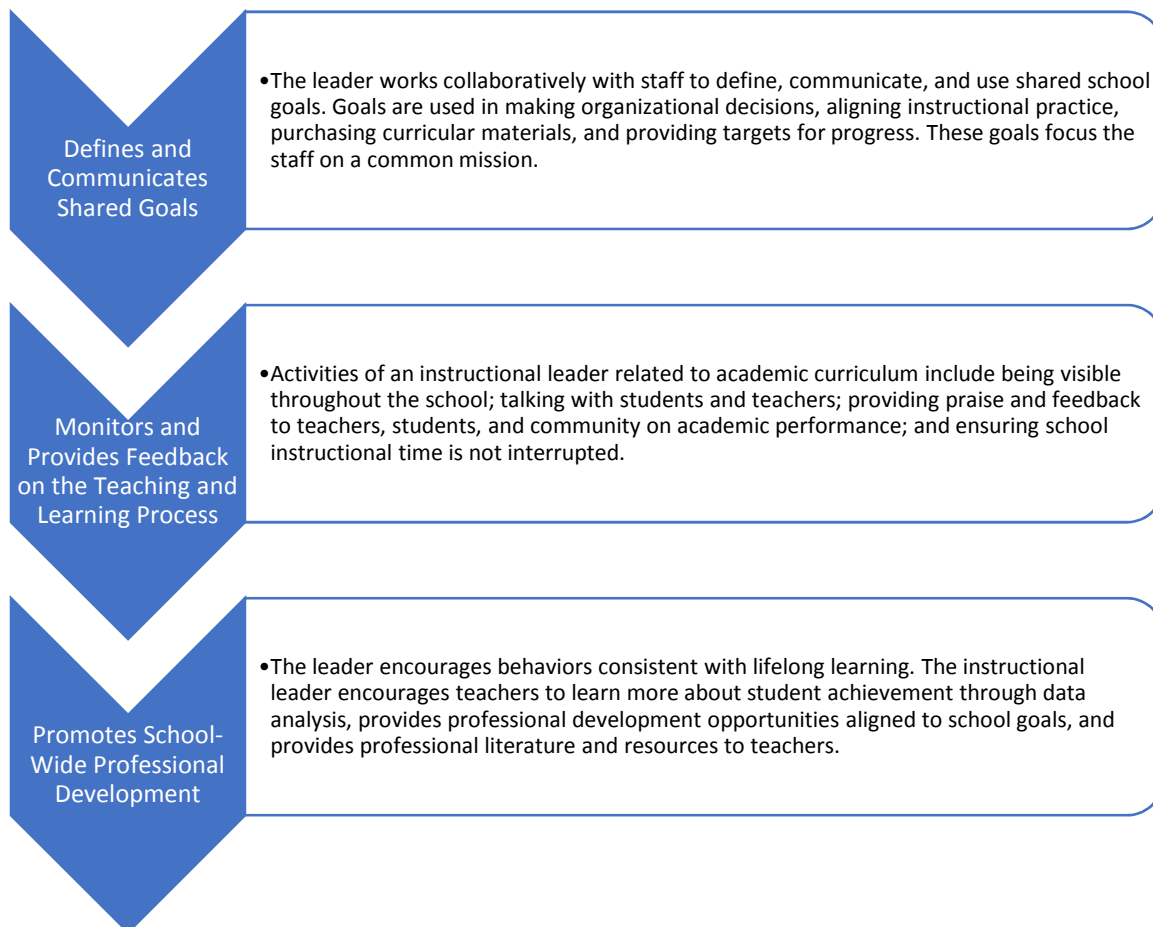 Defines and
Communicates
Shared Goals
•The leader works collaboratively with staff to define, communicate, and use shared school
goals. Goals are used in making organizational decisions, aligning instructional practice,
purchasing curricular materials, and providing targets for progress. These goals focus the
staff on a common mission.
Monitors and
Provides Feedback
on the Teaching and
Learning Process
•Activities of an instructional leader related to academic curriculum include being visible
throughout the school; talking with students and teachers; providing praise and feedback
to teachers, students, and community on academic performance; and ensuring school
instructional time is not interrupted.
Promotes School-
Wide Professional
Development
•The leader encourages behaviors consistent with lifelong learning. The instructional
leader encourages teachers to learn more about student achievement through data
analysis, provides professional development opportunities aligned to school goals, and
provides professional literature and resources to teachers.